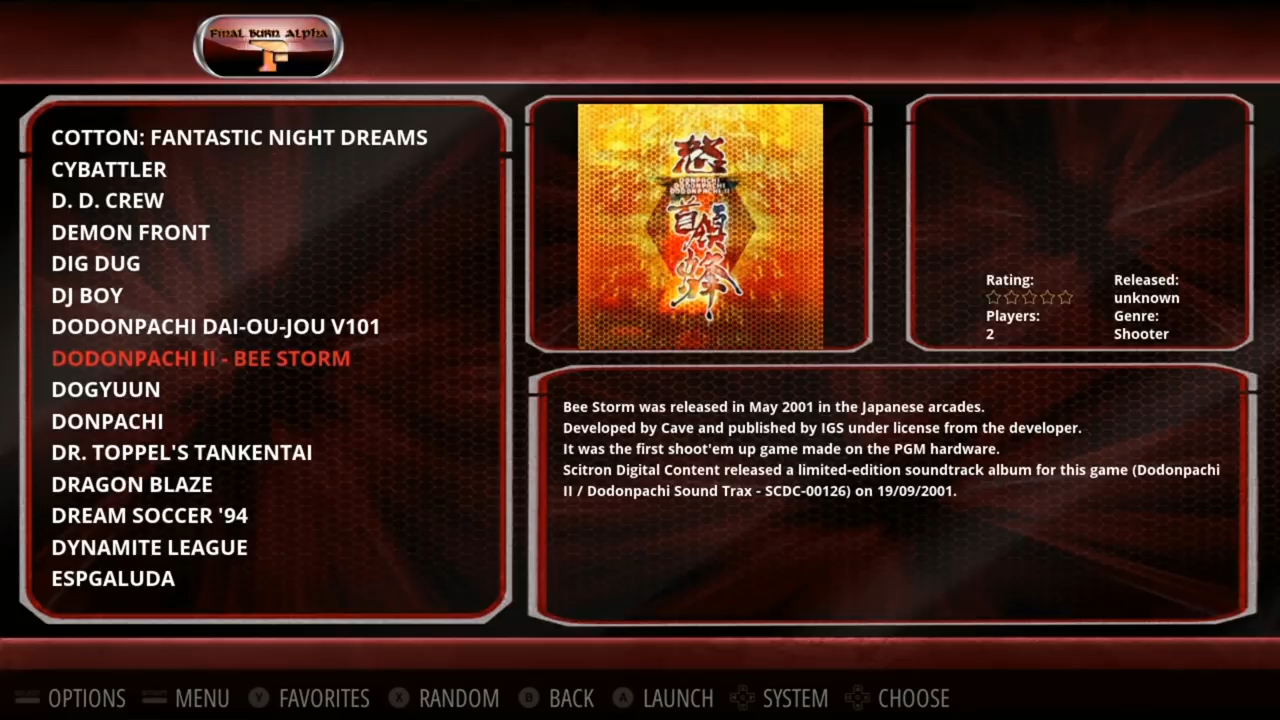 FINAL BURN ALPHA
F
COTTON: FANTASTIC NIGHT DREAMS
CYBATTLER
D. D. CREW
DEMON FRONT
DIG DUG
DJ BOY
DODONPACHI DAI-OU-JOU V101
DODONPACHI II - BEE STORM
DOGYUUN
DONPACHI
DR. TOPPEL'S TANKENTAI
DRAGON BLAZE
DREAM SOCCER '94
DYNAMITE LEAGUE
ESPGALUDA
怒
DONPACHI
DODONPACHI
DODONPACHI II
首領蜂
Rating:
Players:
2
Released:
unknown
Genre:
Shooter
Bee Storm was released in May 2001 in the Japanese arcades.
Developed by Cave and published by IGS under license from the developer.
It was the first shoot'em up game made on the PGM hardware.
Scitron Digital Content released a limited-edition soundtrack album for this game (Dodonpachi
II / Dodonpachi Sound Trax - SCDC-00126) on 19/09/2001.
SELECT OPTIONS START MENU Y FAVORITES X RANDOM B BACK A LAUNCH SYSTEM CHOOSE